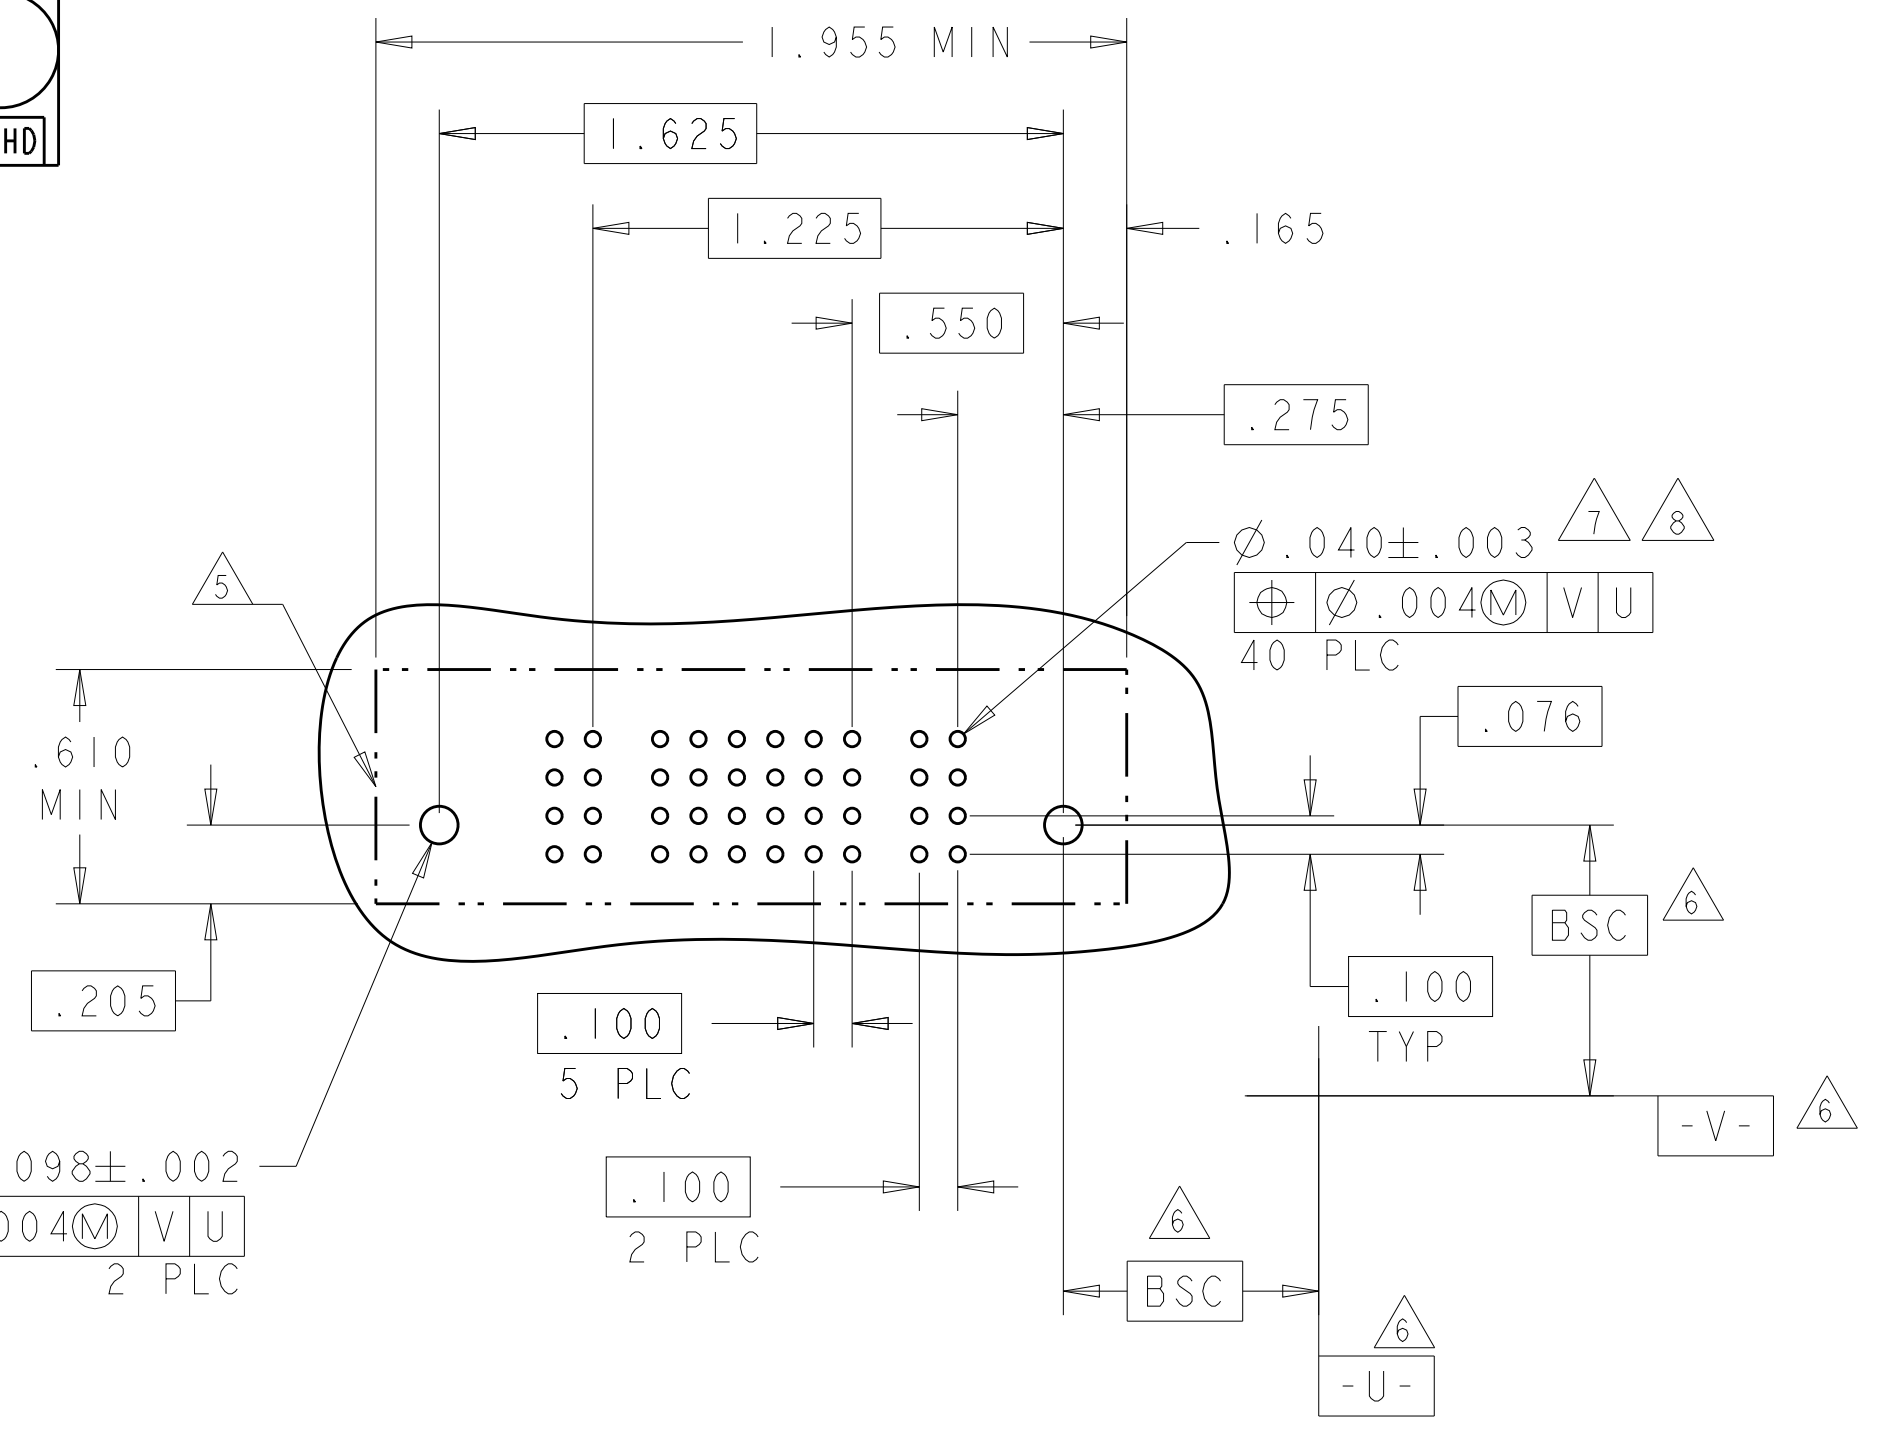 1.955 MIN
1.625
HD
1.225
.165
.550
.275
7 8
Ø.040±.003
⌖ Ø.004Ⓜ V U
40 PLC
5
.076
.610
MIN
BSC 6
.205
.100
TYP
.100
5 PLC
-V- 6
098±.002
004Ⓜ V U
2 PLC
.100
2 PLC
6
BSC
6
-U-